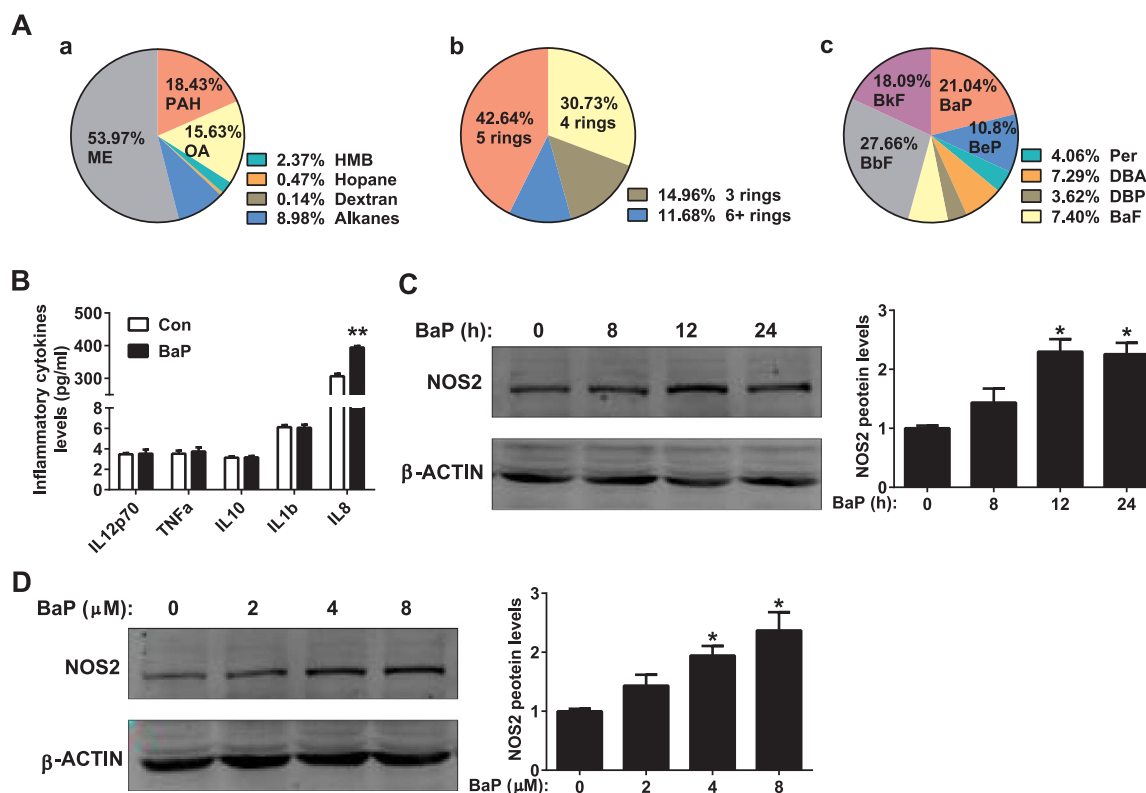 A
a
18.43%
PAH
15.63%
OA
53.97%
ME
2.37% HMB
0.47% Hopane
0.14% Dextran
8.98% Alkanes
b
42.64%
5 rings
30.73%
4 rings
14.96% 3 rings
11.68% 6+ rings
c
18.09%
BkF
21.04%
BaP
10.8%
BeP
27.66%
BbF
4.06% Per
7.29% DBA
3.62% DBP
7.40% BaF
B
Inflammatory cytokines
levels (pg/ml)
500
400
300
8
6
4
2
0
Con
BaP
**
IL12p70
TNFa
IL10
IL1b
IL8
C
BaP (h): 0 8 12 24
NOS2
β-ACTIN
NOS2 peotein levels
3
2
1
0
* *
BaP (h): 0 8 12 24
D
BaP (μM): 0 2 4 8
NOS2
β-ACTIN
NOS2 peotein levels
3
2
1
0
* *
BaP (μM): 0 2 4 8